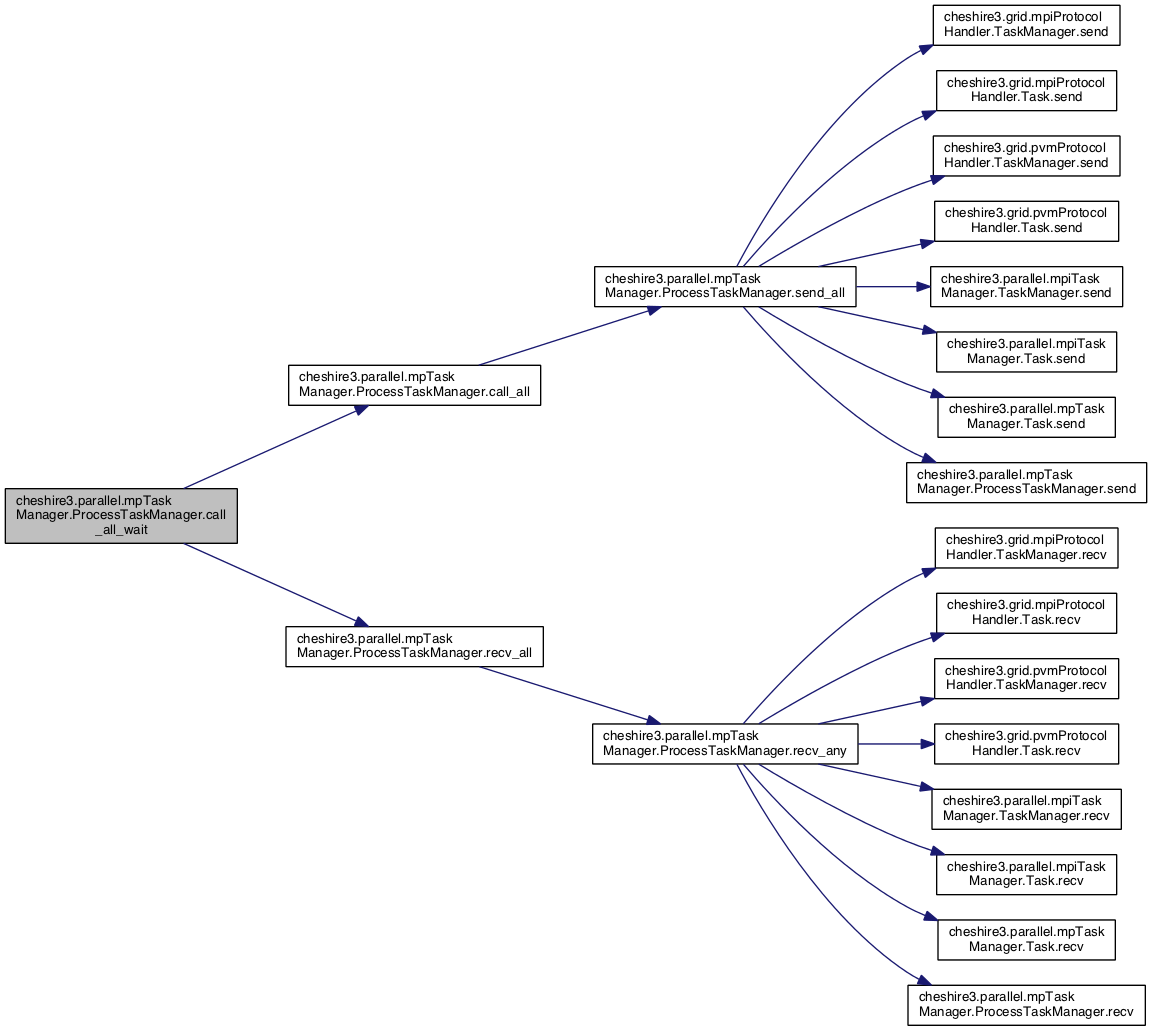 cheshire3.grid.mpiProtocol
Handler.TaskManager.send
cheshire3.grid.mpiProtocol
Handler.Task.send
cheshire3.grid.pvmProtocol
Handler.TaskManager.send
cheshire3.grid.pvmProtocol
Handler.Task.send
cheshire3.parallel.mpTask
Manager.ProcessTaskManager.send_all
cheshire3.parallel.mpiTask
Manager.TaskManager.send
cheshire3.parallel.mpiTask
Manager.Task.send
cheshire3.parallel.mpTask
Manager.ProcessTaskManager.call_all
cheshire3.parallel.mpTask
Manager.Task.send
cheshire3.parallel.mpTask
Manager.ProcessTaskManager.send
cheshire3.parallel.mpTask
Manager.ProcessTaskManager.call
_all_wait
cheshire3.grid.mpiProtocol
Handler.TaskManager.recv
cheshire3.grid.mpiProtocol
Handler.Task.recv
cheshire3.parallel.mpTask
Manager.ProcessTaskManager.recv_all
cheshire3.grid.pvmProtocol
Handler.TaskManager.recv
cheshire3.parallel.mpTask
Manager.ProcessTaskManager.recv_any
cheshire3.grid.pvmProtocol
Handler.Task.recv
cheshire3.parallel.mpiTask
Manager.TaskManager.recv
cheshire3.parallel.mpiTask
Manager.Task.recv
cheshire3.parallel.mpTask
Manager.Task.recv
cheshire3.parallel.mpTask
Manager.ProcessTaskManager.recv